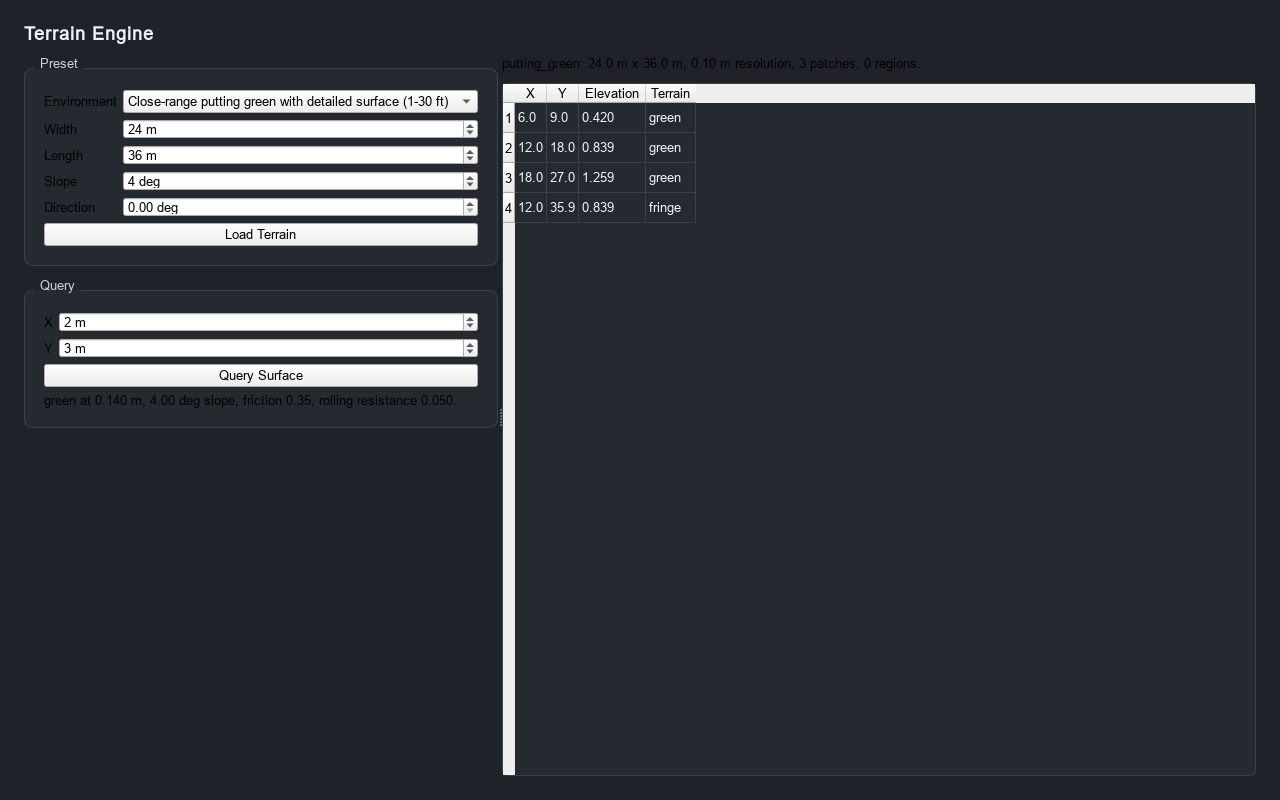 Terrain Engine
Preset
Environment Close-range putting green with detailed surface (1-30 ft)
Width 24 m
Length 36 m
Slope 4 deg
Direction 0.00 deg
Load Terrain
Query
X 2 m
Y 3 m
Query Surface
green at 0.140 m, 4.00 deg slope, friction 0.35, rolling resistance 0.050.
putting_green: 24.0 m x 36.0 m, 0.10 m resolution, 3 patches, 0 regions.
X Y Elevation Terrain
1 6.0 9.0 0.420 green
2 12.0 18.0 0.839 green
3 18.0 27.0 1.259 green
4 12.0 35.9 0.839 fringe